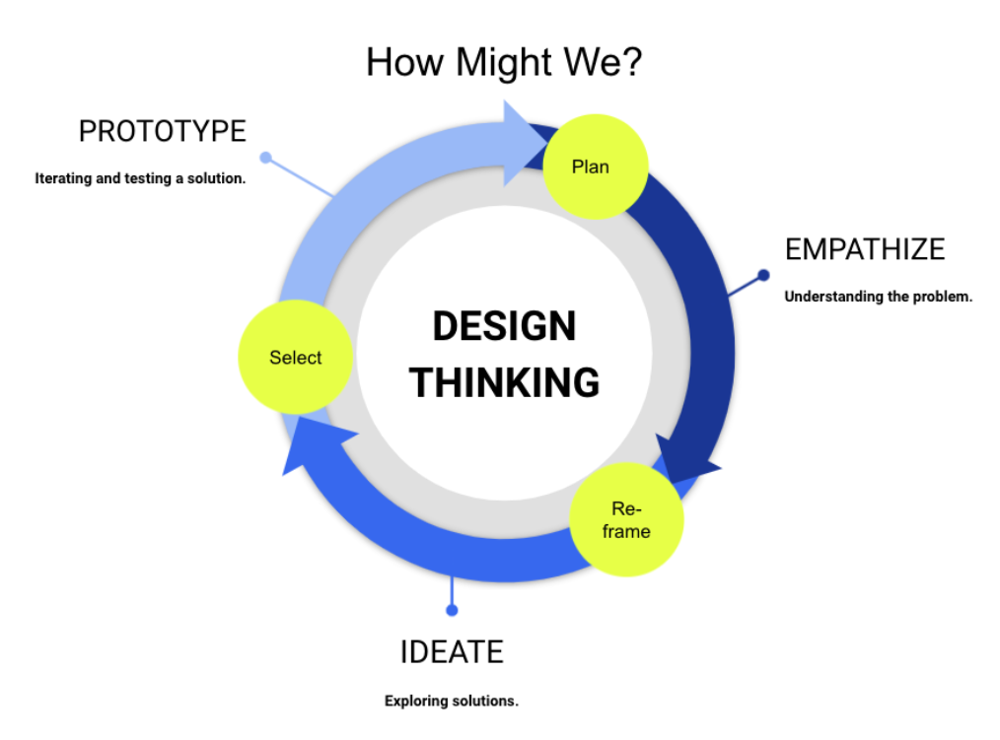 How Might We?
PROTOTYPE
Iterating and testing a solution.
Plan
EMPATHIZE
Understanding the problem.
DESIGN
THINKING
Select
Re-
frame
IDEATE
Exploring solutions.